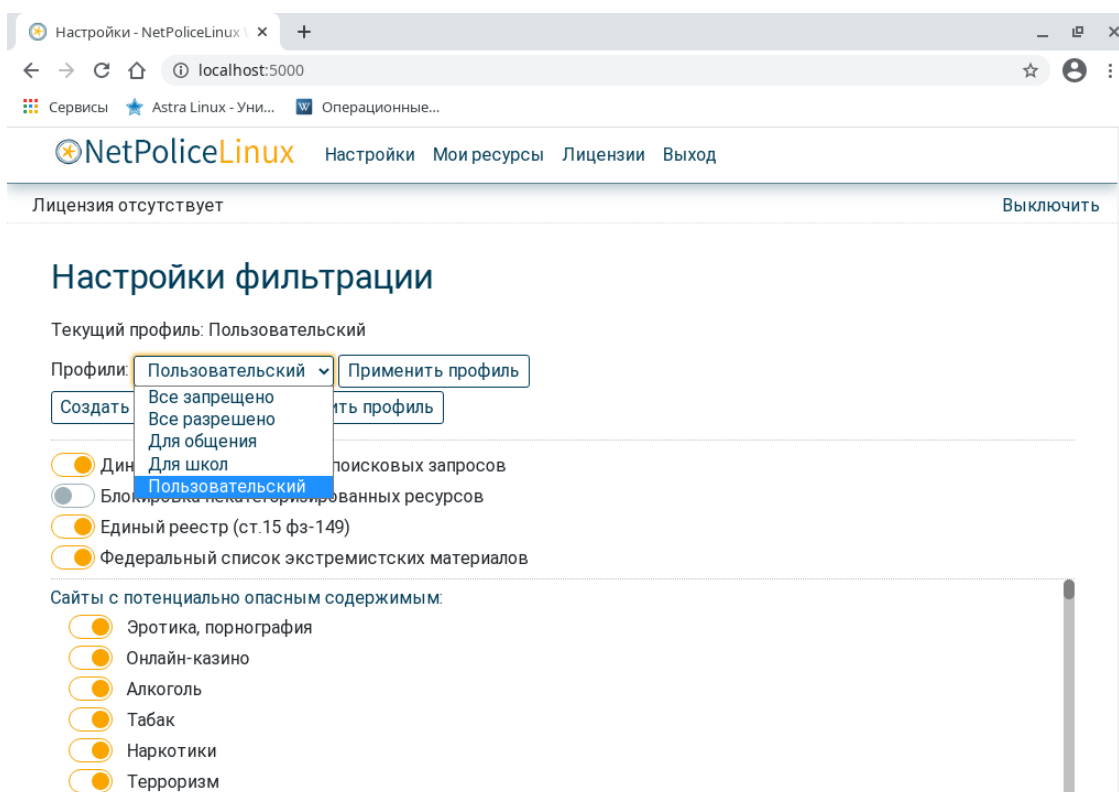 Настройки - NetPoliceLinux
localhost:5000
Сервисы Astra Linux - Уни... Операционные...
NetPoliceLinux Настройки Мои ресурсы Лицензии Выход
Лицензия отсутствует Выключить
Настройки фильтрации
Текущий профиль: Пользовательский
Профили: Пользовательский Применить профиль
Все запрещено
Создать ить профиль
Все разрешено
Для общения
Дин поисковых запросов
Для школ
Пользовательский
Блокировка некатегоризированных ресурсов
Единый реестр (ст.15 фз-149)
Федеральный список экстремистских материалов
Сайты с потенциально опасным содержимым:
Эротика, порнография
Онлайн-казино
Алкоголь
Табак
Наркотики
Терроризм